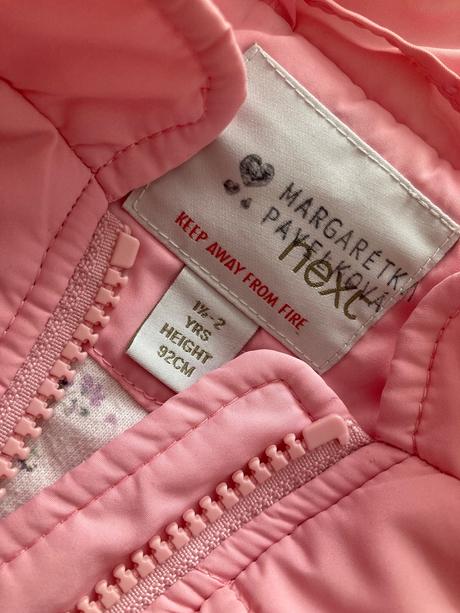 MARGARÉTKA
PAVELKOVÁ
next
KEEP AWAY FROM FIRE
1½-2
YRS
HEIGHT
92CM